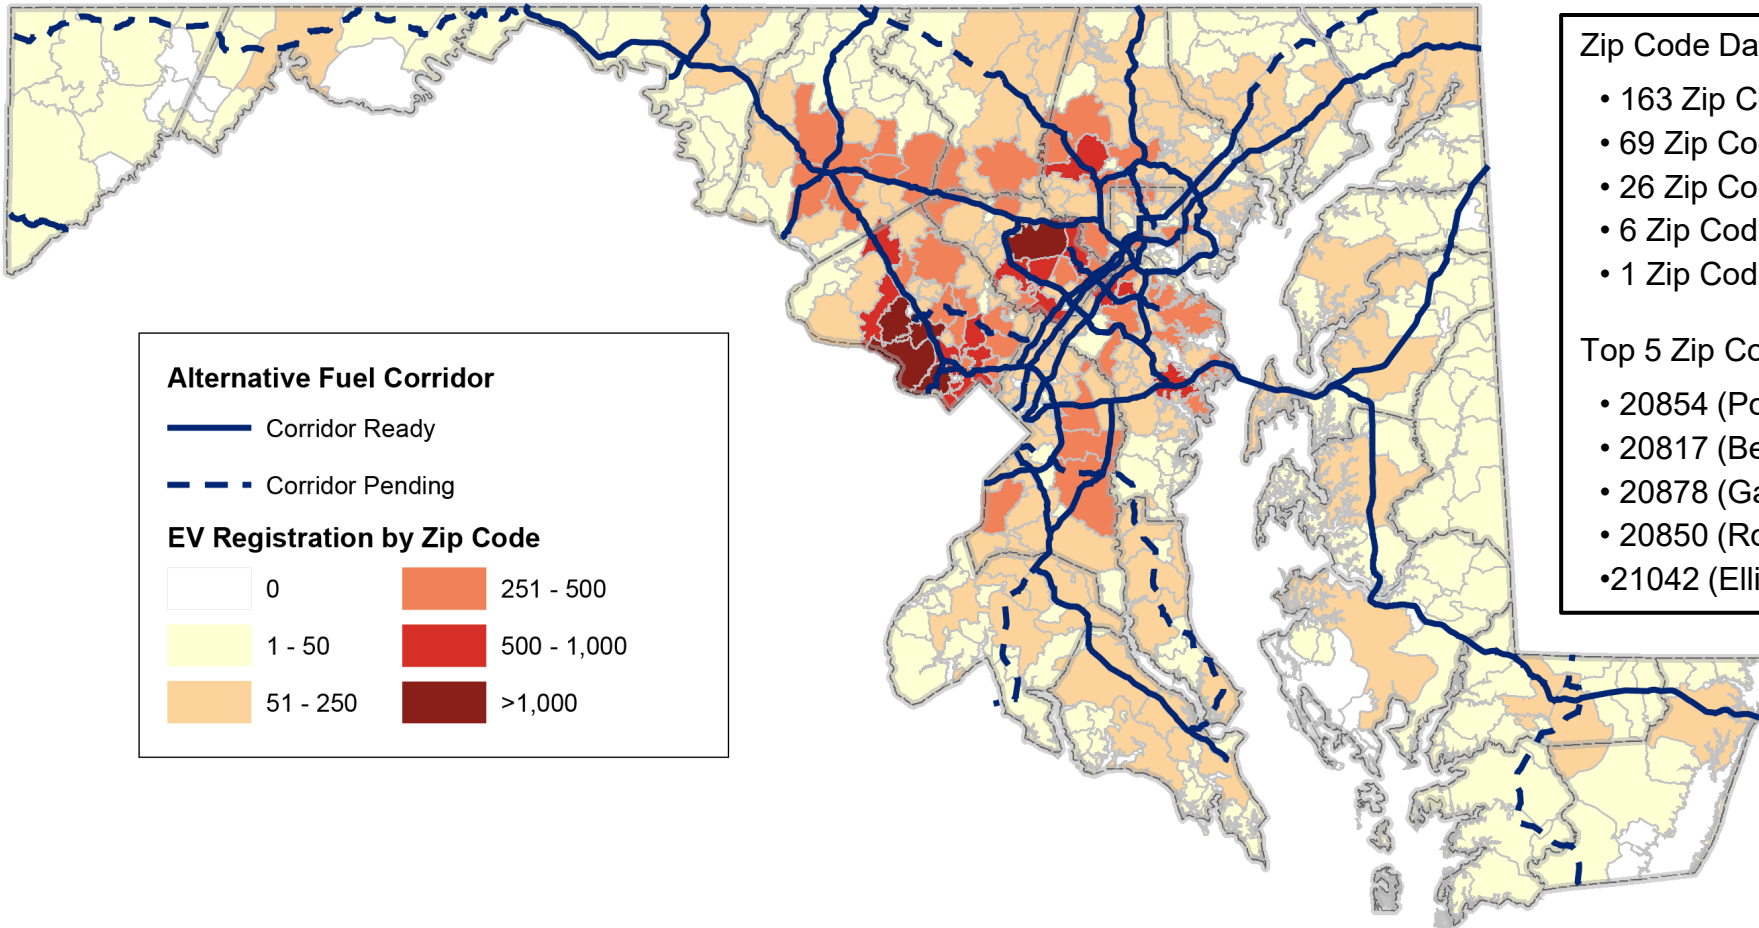 Zip Code Da
• 163 Zip C
• 69 Zip Co
• 26 Zip Co
• 6 Zip Cod
• 1 Zip Cod
Top 5 Zip Co
• 20854 (Po
• 20817 (Be
• 20878 (Ga
• 20850 (Ro
•21042 (Elli
Alternative Fuel Corridor
Corridor Ready
Corridor Pending
EV Registration by Zip Code
0
251 - 500
1 - 50
500 - 1,000
51 - 250
>1,000